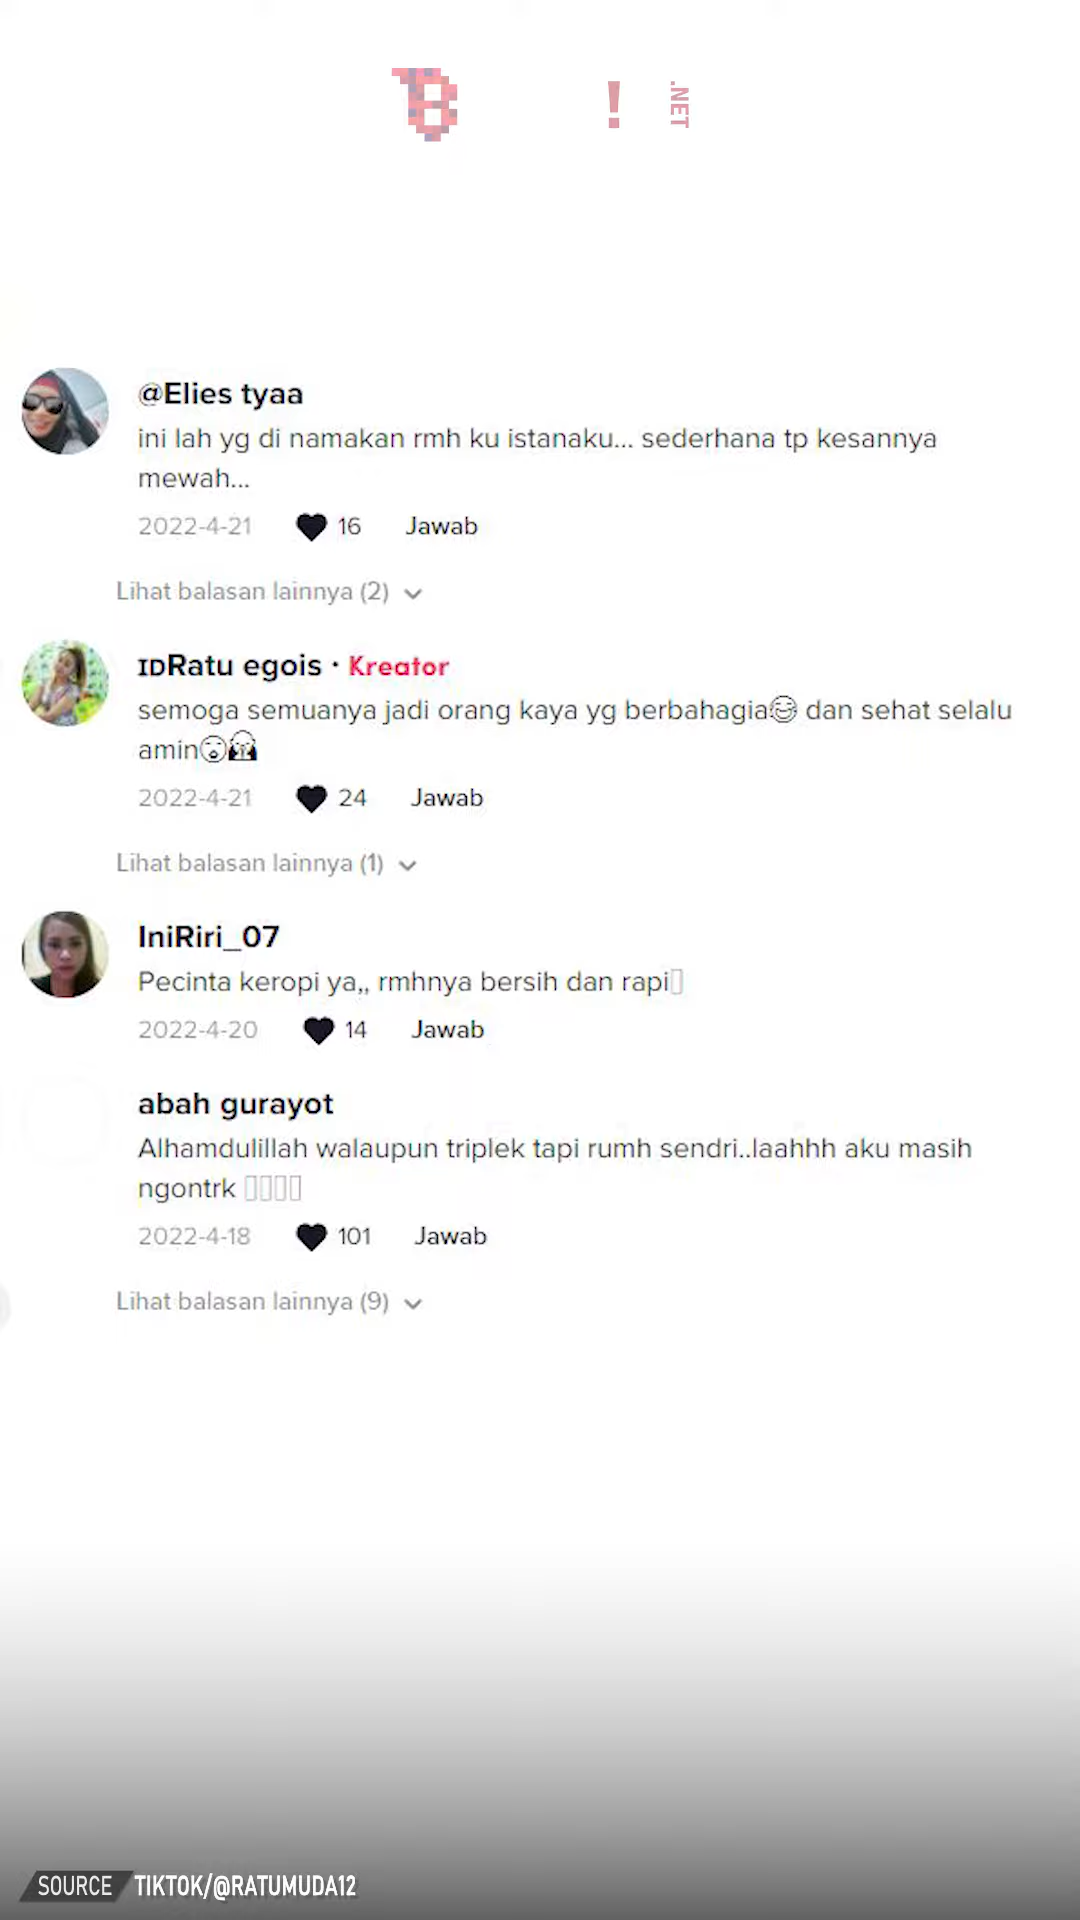 B ! .NET
@Elies tyaa
ini lah yg di namakan rmh ku istanaku... sederhana tp kesannya
mewah...
2022-4-21 16 Jawab
Lihat balasan lainnya (2)
ɪᴅRatu egois · Kreator
semoga semuanya jadi orang kaya yg berbahagia😅 dan sehat selalu
amin
2022-4-21 24 Jawab
Lihat balasan lainnya (1)
IniRiri_07
Pecinta keropi ya,, rmhnya bersih dan rapi
2022-4-20 14 Jawab
abah gurayot
Alhamdulillah walaupun triplek tapi rumh sendri..laahhh aku masih
ngontrk
2022-4-18 101 Jawab
Lihat balasan lainnya (9)
SOURCE TIKTOK/@RATUMUDA12